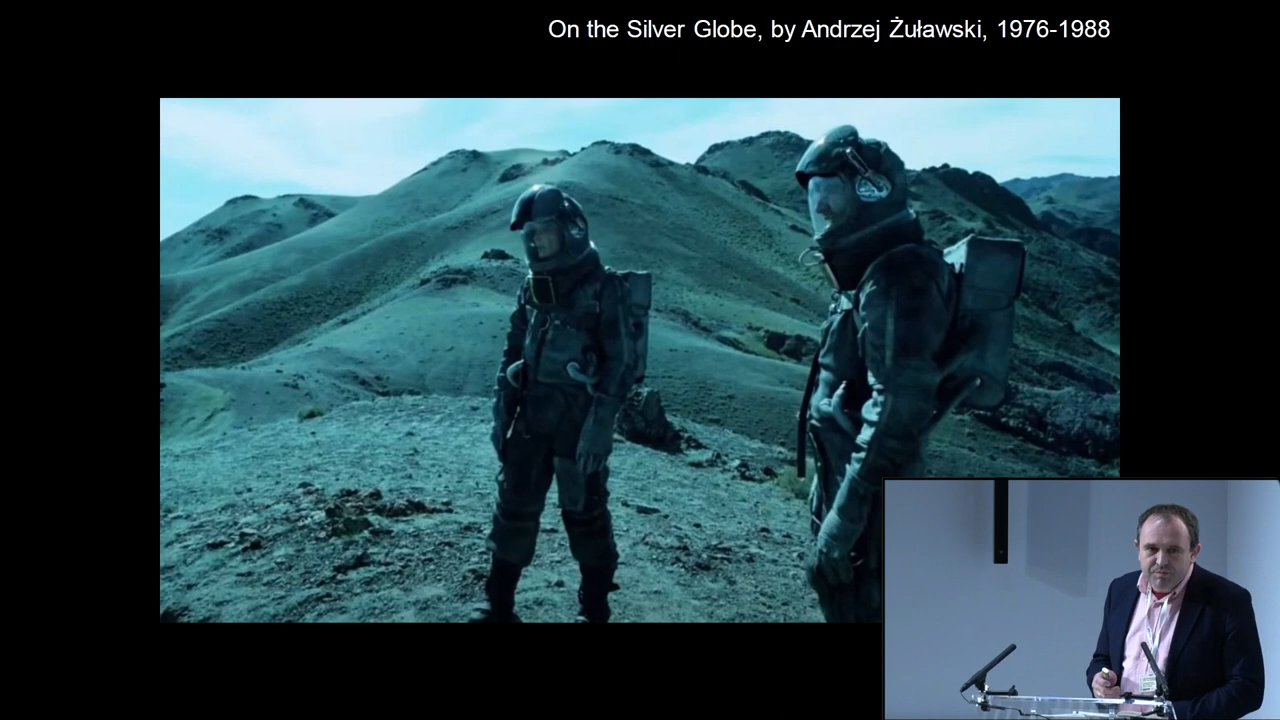 On the Silver Globe, by Andrzej Żuławski, 1976-1988